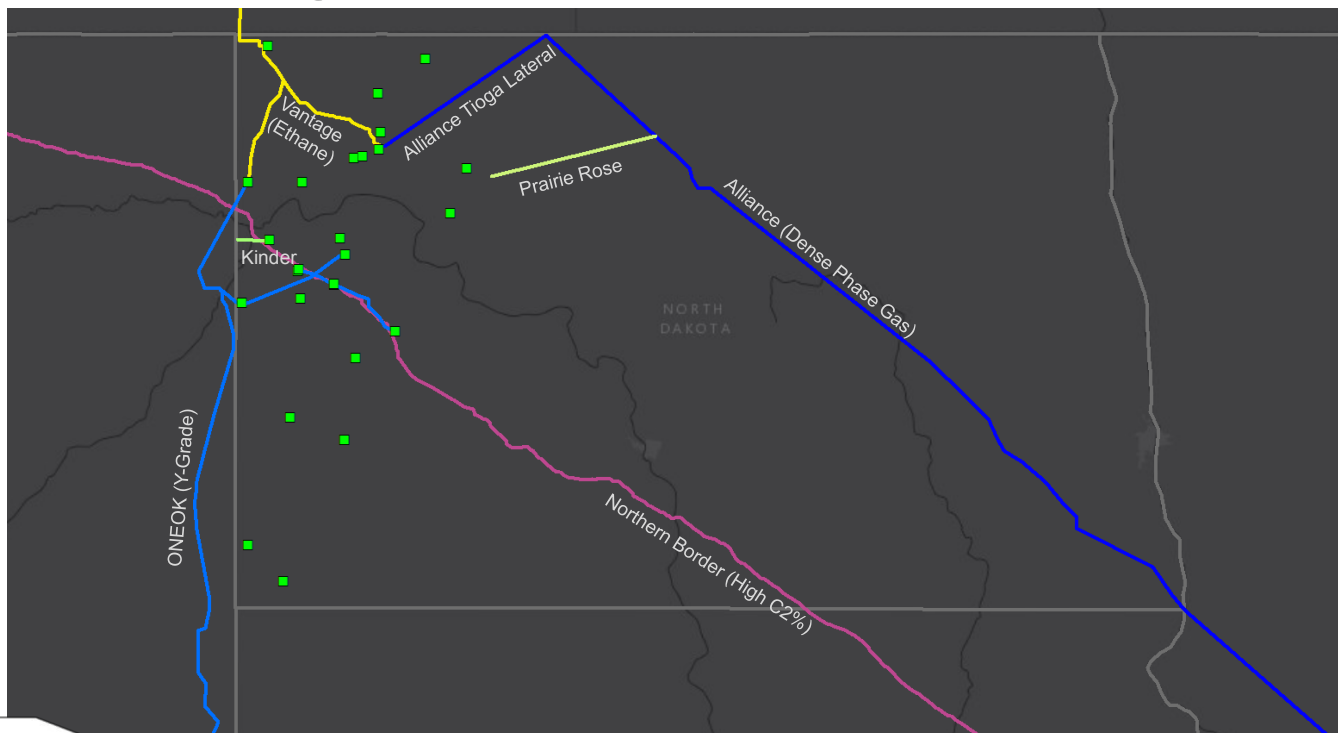 Vantage
(Ethane)
Alliance Tioga Lateral
Prairie Rose
Alliance (Dense Phase Gas)
Kinder
NORTH
DAKOTA
ONEOK (Y-Grade)
Northern Border (High C2%)